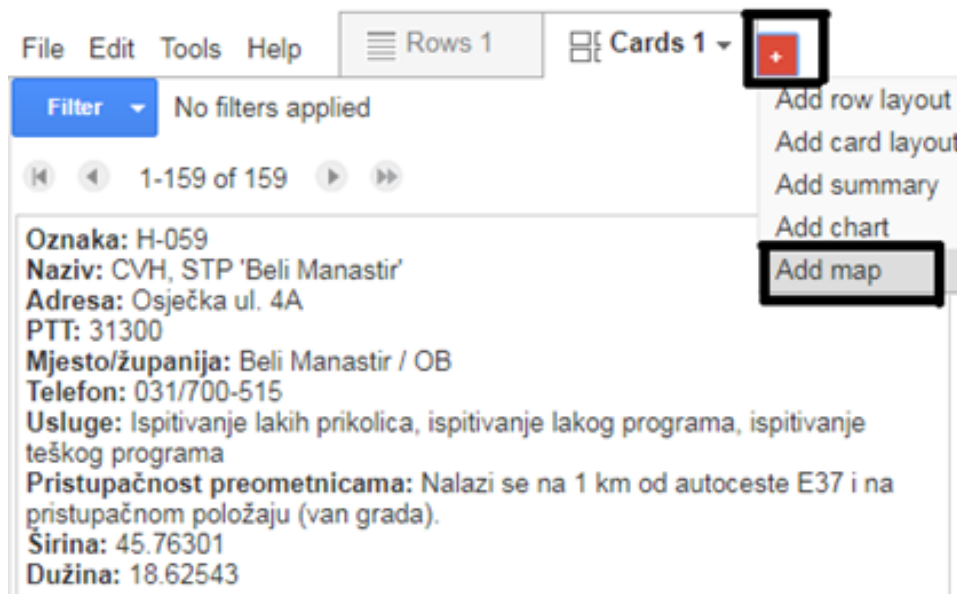 File Edit Tools Help Rows 1 Cards 1 +
Filter No filters applied
Add row layout
Add card layout
Add summary
Add chart
Add map
1-159 of 159
Oznaka: H-059
Naziv: CVH, STP 'Beli Manastir'
Adresa: Osječka ul. 4A
PTT: 31300
Mjesto/županija: Beli Manastir / OB
Telefon: 031/700-515
Usluge: Ispitivanje lakih prikolica, ispitivanje lakog programa, ispitivanje
teškog programa
Pristupačnost preometnicama: Nalazi se na 1 km od autoceste E37 i na
pristupačnom položaju (van grada).
Širina: 45.76301
Dužina: 18.62543